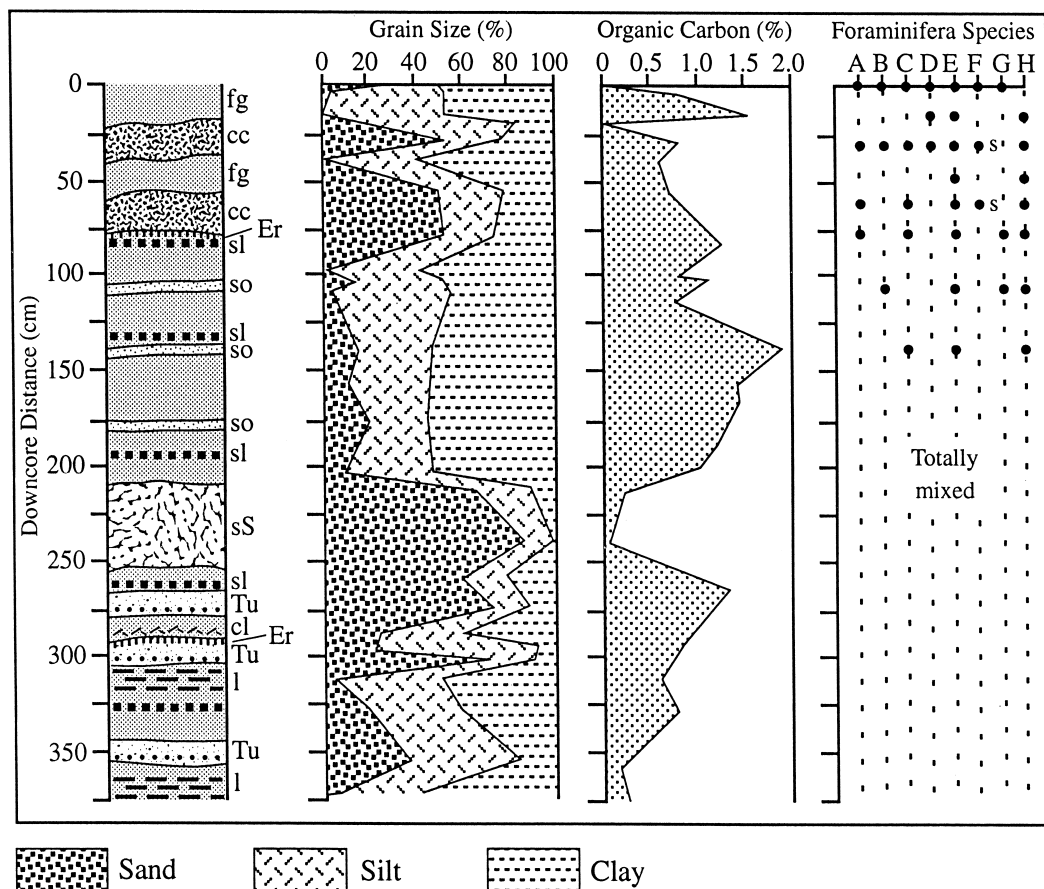 Grain Size (%) Organic Carbon (%) Foraminifera Species
0 20 40 60 80 100 0 0.5 1.0 1.5 2.0 A B C D E F G H
Downcore Distance (cm)
0
50
100
150
200
250
300
350
fg
cc
fg
cc
Er
sl
so
sl
so
so
sl
sS
sl
Tu
cl
Er
Tu
l
Tu
l
s
s
Totally
mixed
Sand Silt Clay